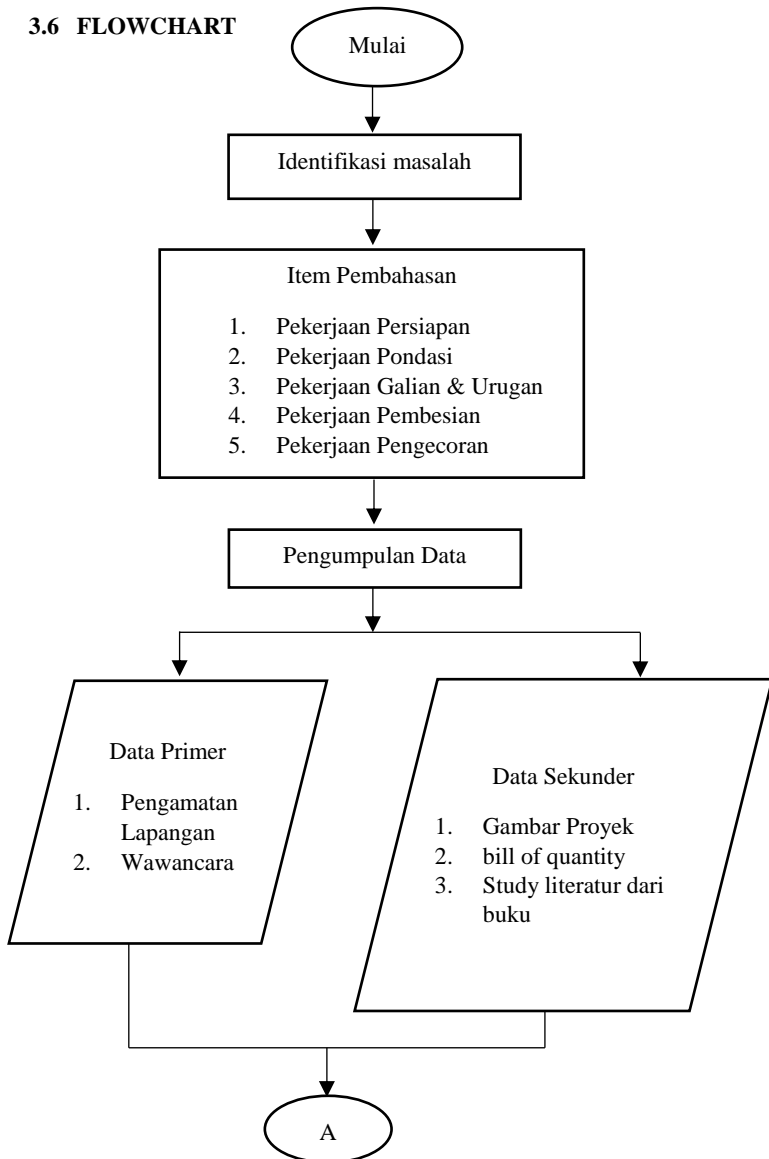 3.6 FLOWCHART
Mulai
Identifikasi masalah
Item Pembahasan
1. Pekerjaan Persiapan
2. Pekerjaan Pondasi
3. Pekerjaan Galian & Urugan
4. Pekerjaan Pembesian
5. Pekerjaan Pengecoran
Pengumpulan Data
Data Primer
1. Pengamatan
Lapangan
2. Wawancara
Data Sekunder
1. Gambar Proyek
2. bill of quantity
3. Study literatur dari
buku
A